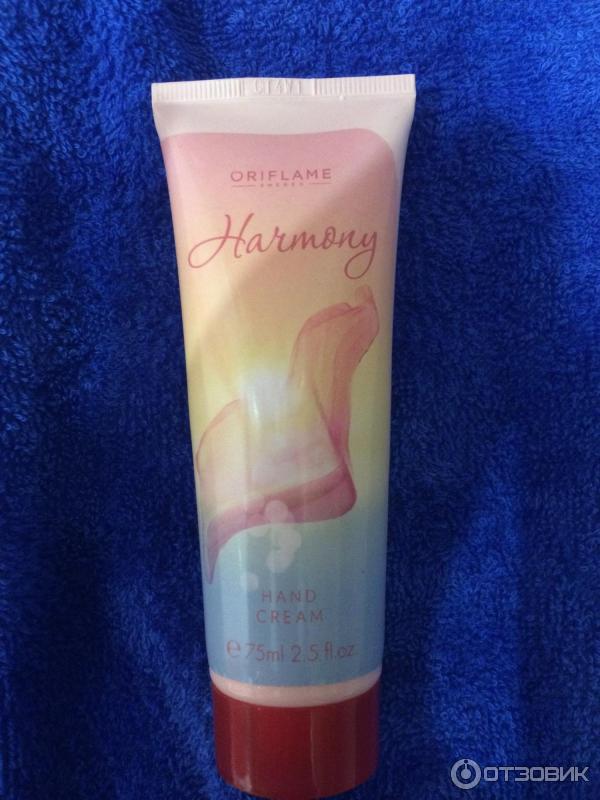 ORIFLAME
SWEDEN
Harmony
HAND
CREAM
e 75ml 2.5.fl.oz.
ОТЗОВИК